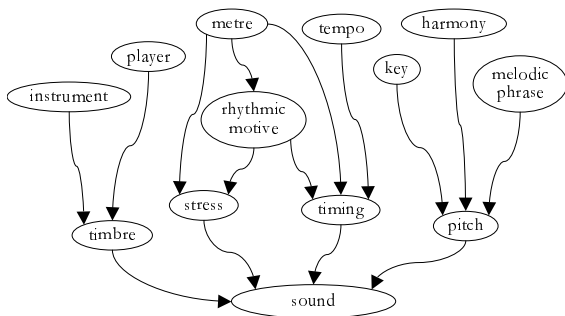 metre
tempo
harmony
player
key
melodic
phrase
instrument
rhythmic
motive
stress
timing
pitch
timbre
sound